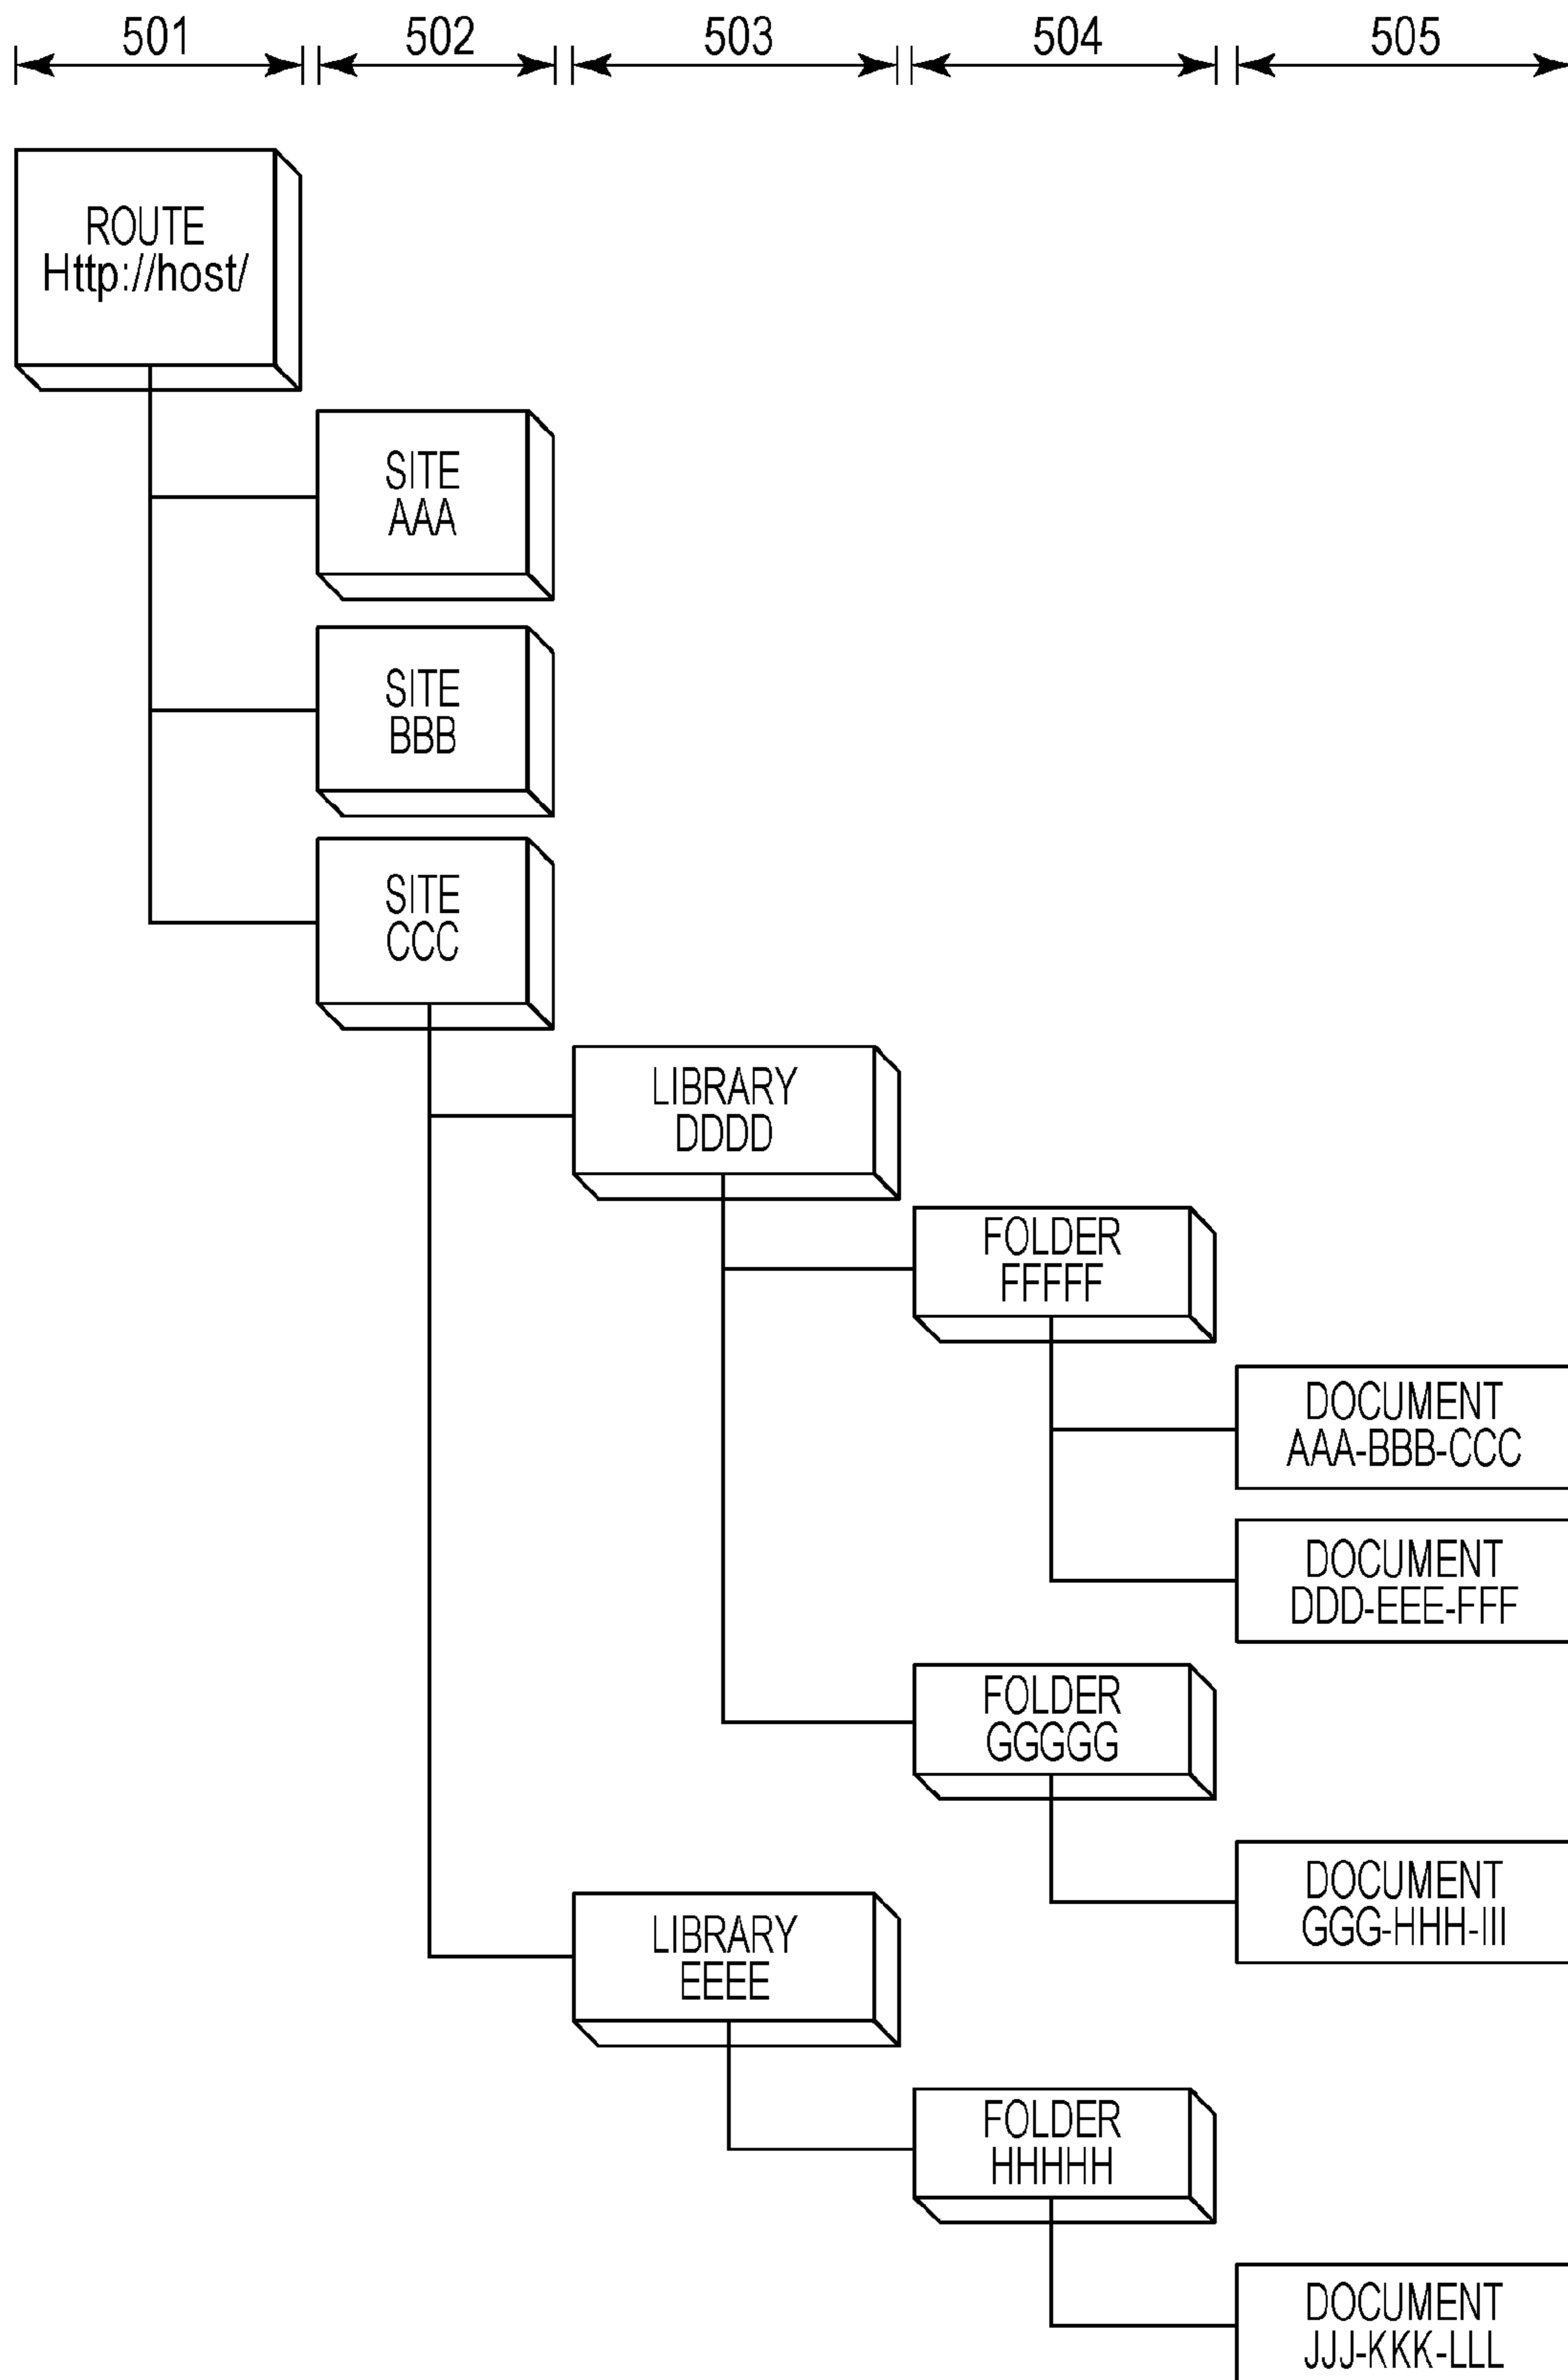 501 502 503 504 505
ROUTE
Http://host/
SITE
AAA
SITE
BBB
SITE
CCC
LIBRARY
DDDD
FOLDER
FFFFF
DOCUMENT
AAA-BBB-CCC
DOCUMENT
DDD-EEE-FFF
FOLDER
GGGGG
DOCUMENT
GGG-HHH-III
LIBRARY
EEEE
FOLDER
HHHHH
DOCUMENT
JJJ-KKK-LLL